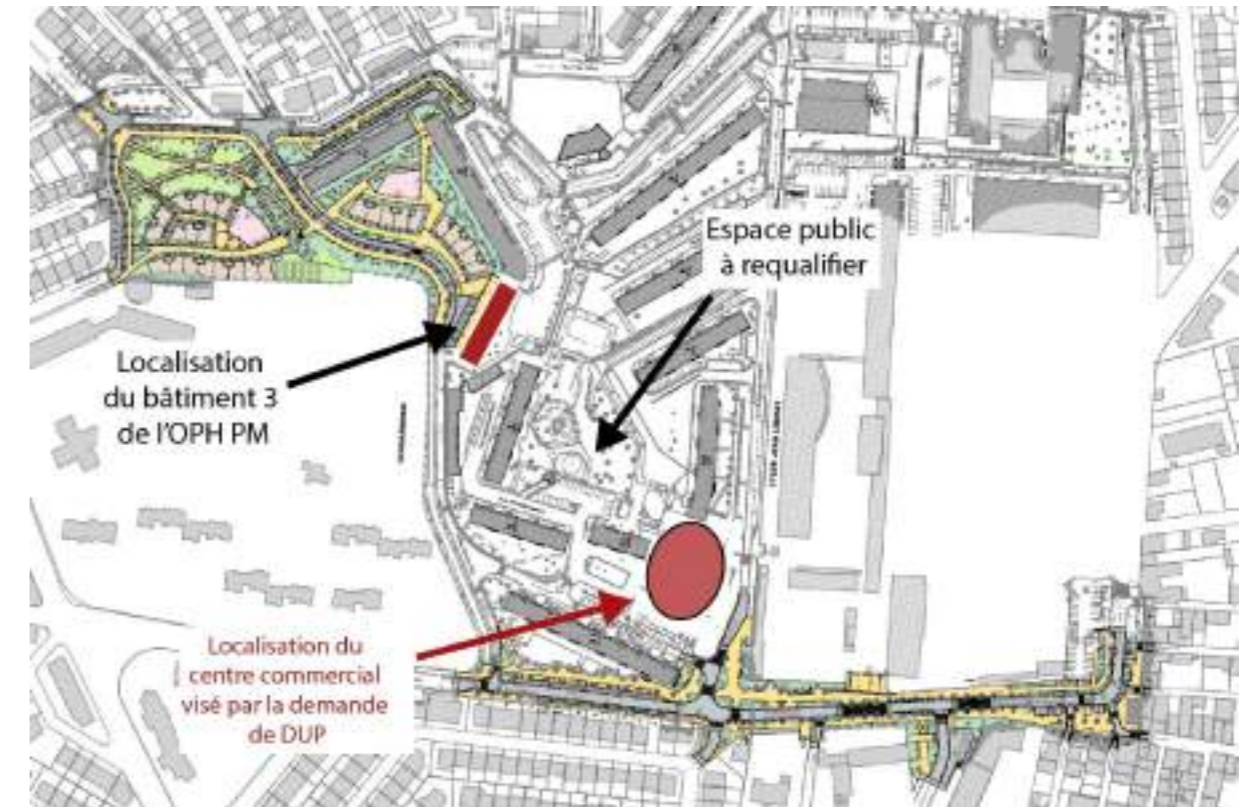 Espace public
à requalifier
Localisation
du bâtiment 3
de l'OPH PM
Localisation du
centre commercial
visé par la demande
de DUP